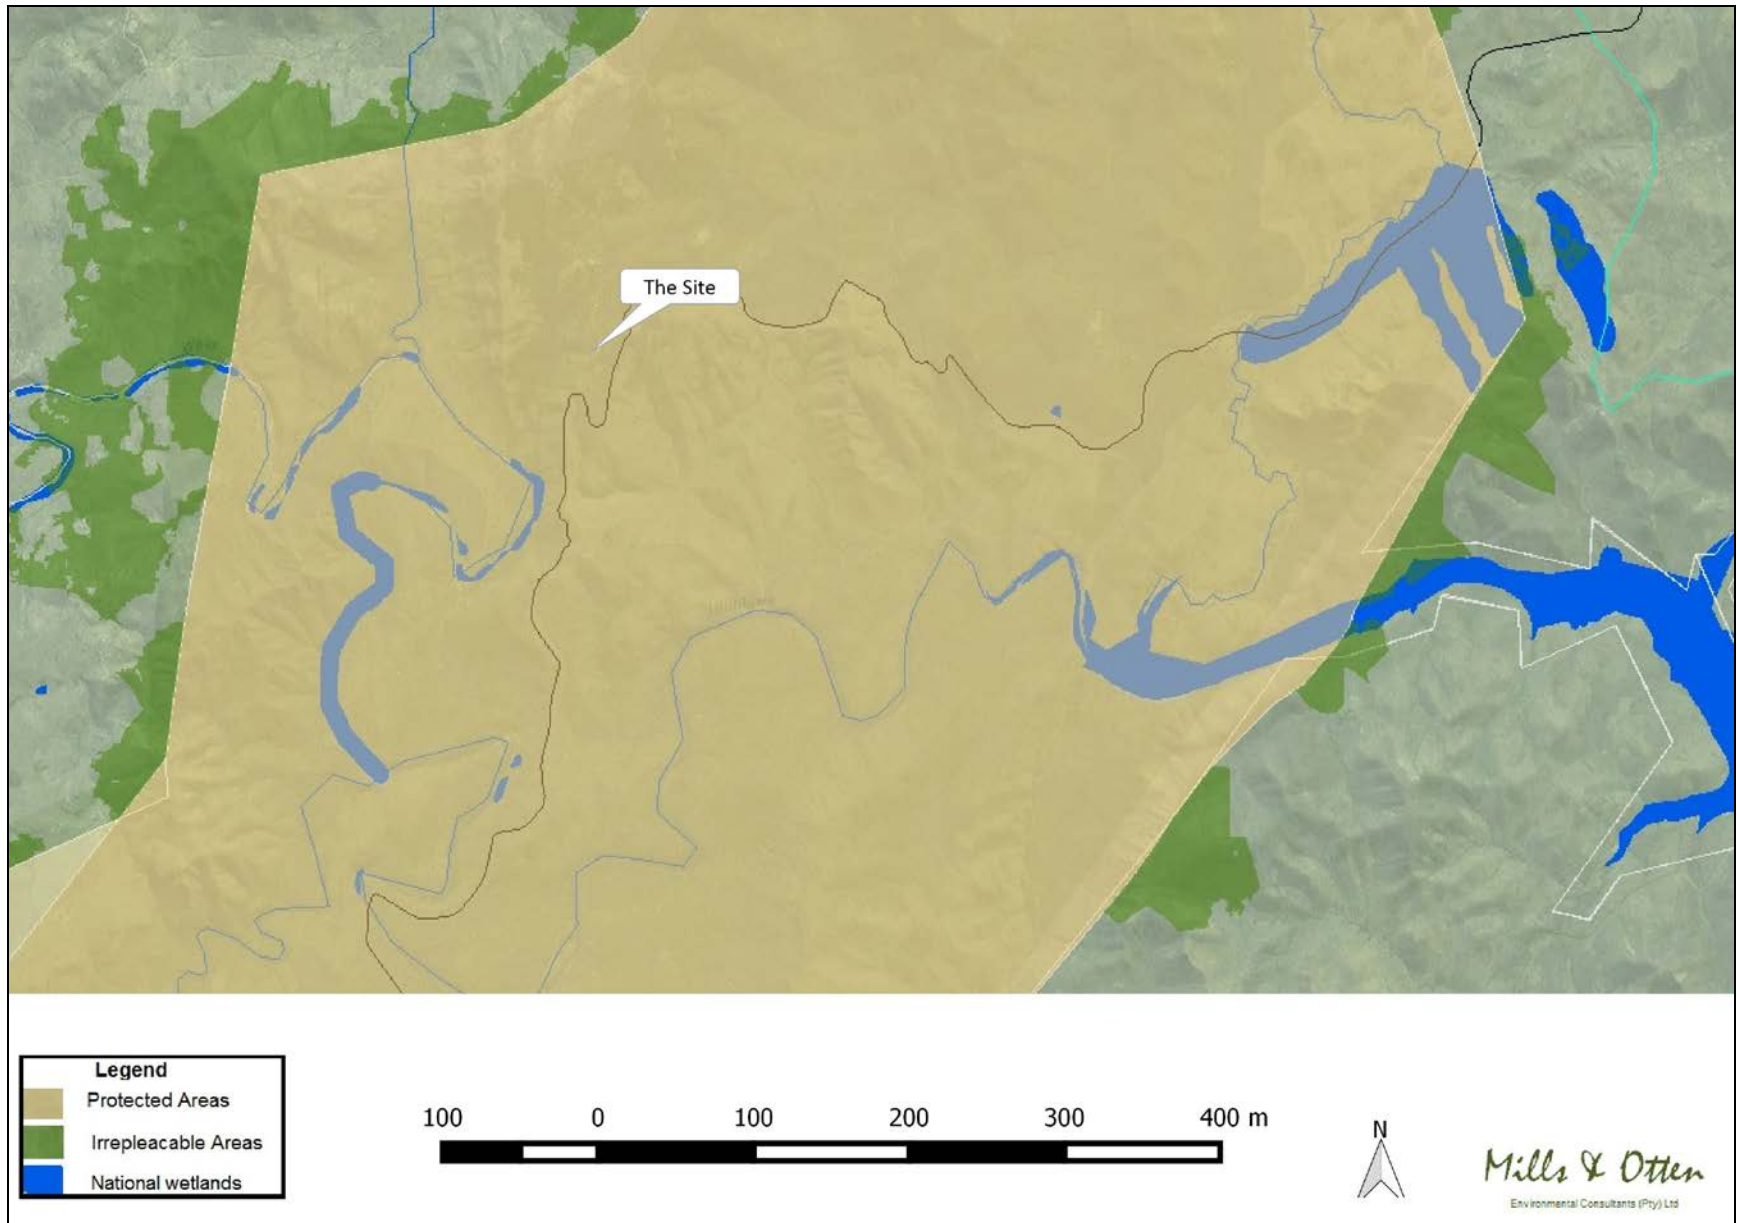 The Site
Legend
Protected Areas
Irrepleacable Areas
National wetlands
100 0 100 200 300 400 m
N
Mills & Otten
Environmental Consultants (Pty) Ltd